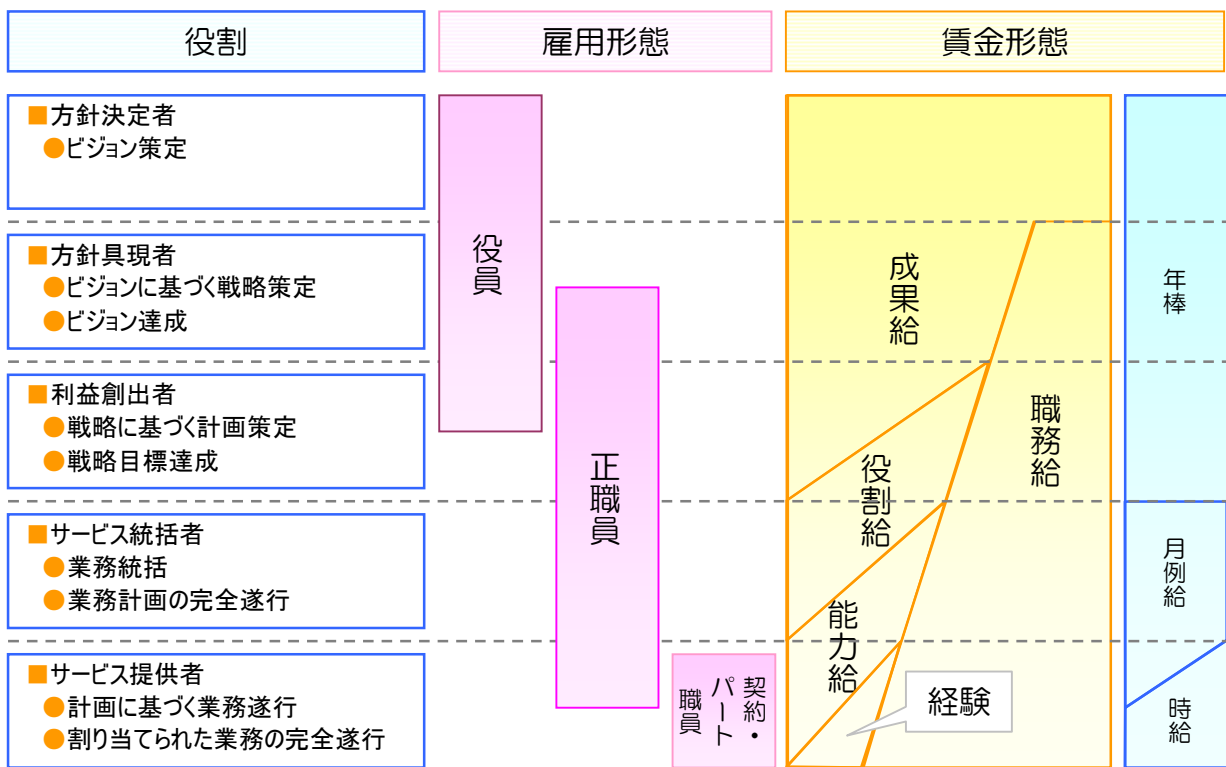 役割
雇用形態
賃金形態
■方針決定者
●ビジョン策定
■方針具現者
●ビジョンに基づく戦略策定
●ビジョン達成
■利益創出者
●戦略に基づく計画策定
●戦略目標達成
■サービス統括者
●業務統括
●業務計画の完全遂行
■サービス提供者
●計画に基づく業務遂行
●割り当てられた業務の完全遂行
役員
正職員
契約・
パート
職員
成果給
職務給
役割給
能力給
経験
年棒
月例給
時給